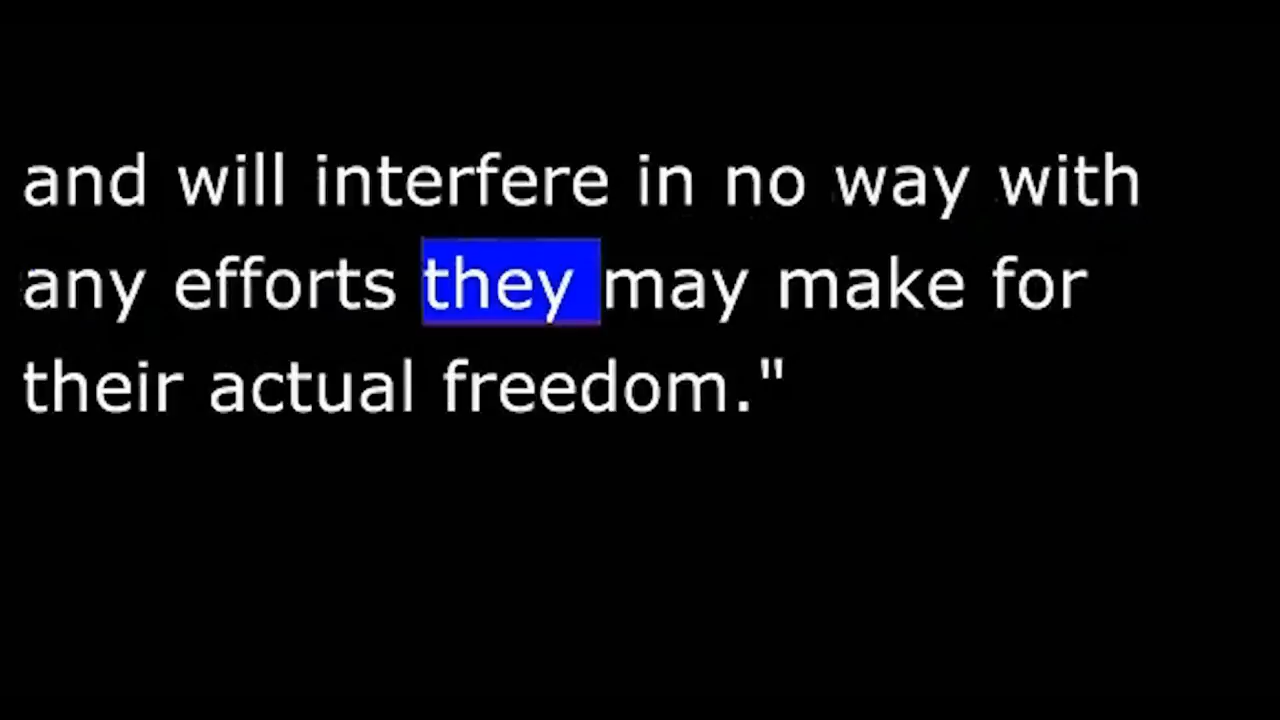 and will interfere in no way with
any efforts they may make for
their actual freedom."